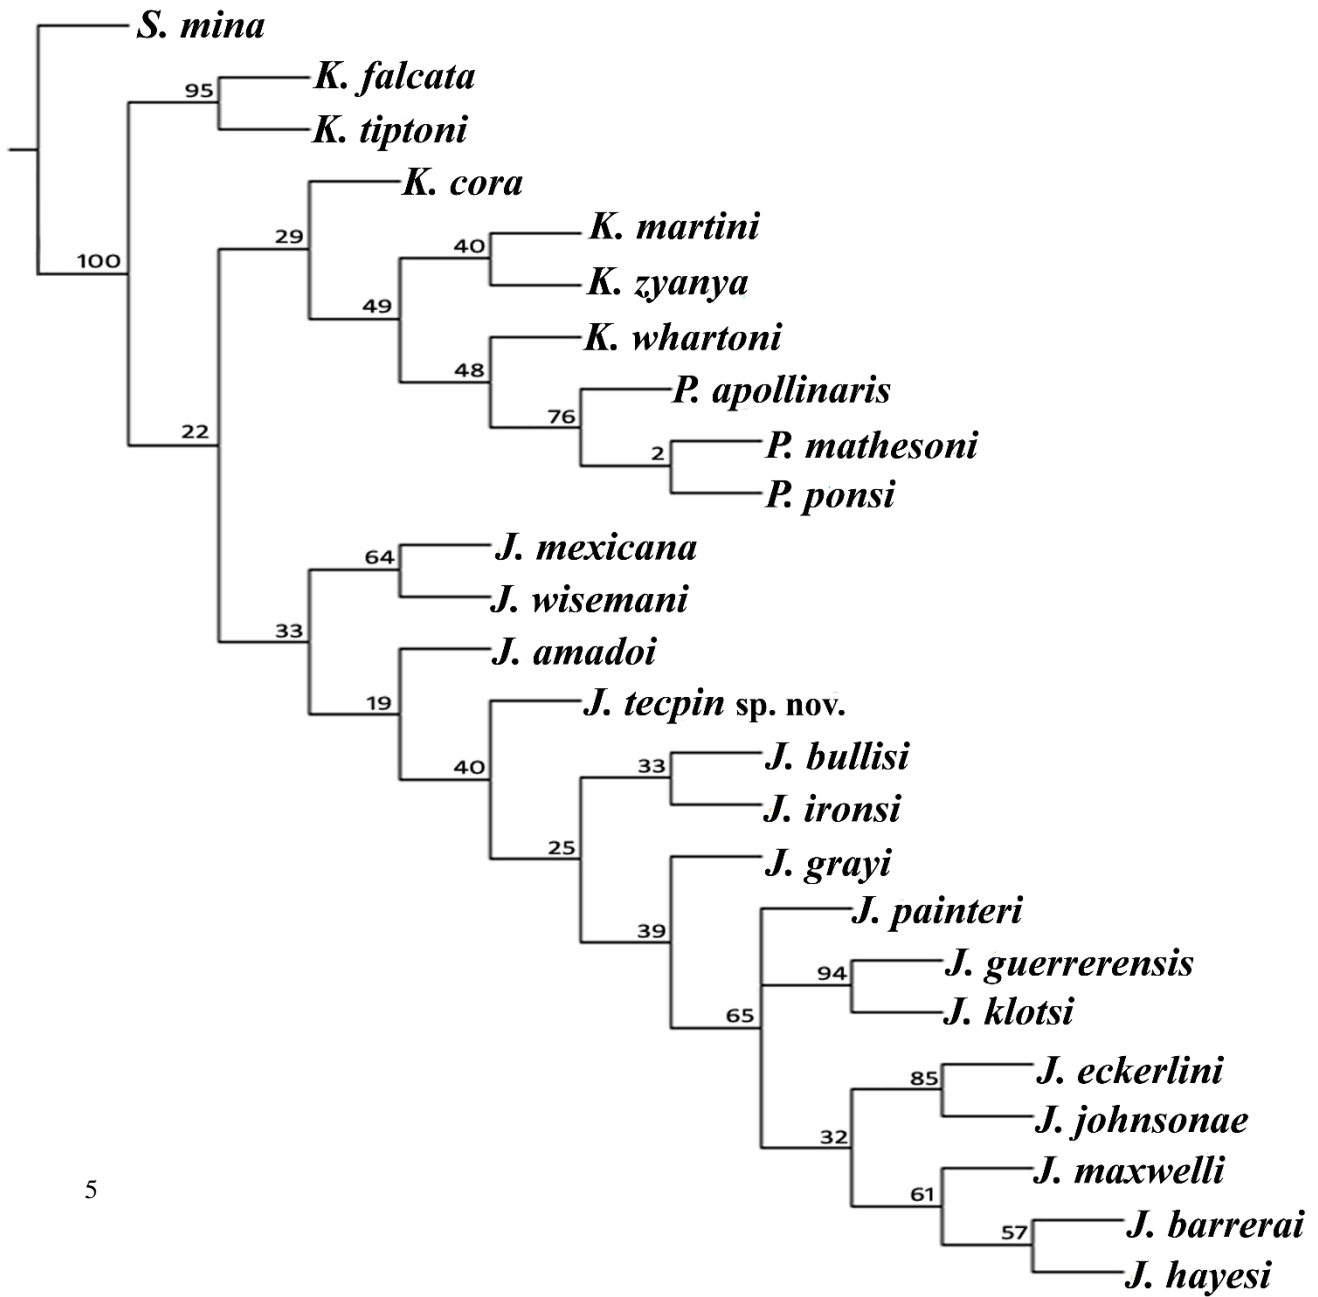 S. mina
95
K. falcata
K. tiptoni
K. cora
29
K. martini
40
100
K. zyanya
49
K. whartoni
48
P. apollinaris
76
22
P. mathesoni
2
P. ponsi
J. mexicana
64
J. wisemani
33
J. amadoi
19
J. tecpin sp. nov.
40
J. bullisi
33
J. ironsi
25
J. grayi
39
J. painteri
J. guerrerensis
94
J. klotsi
65
J. eckerlini
85
J. johnsonae
32
J. maxwelli
61
5
J. barrerai
57
J. hayesi